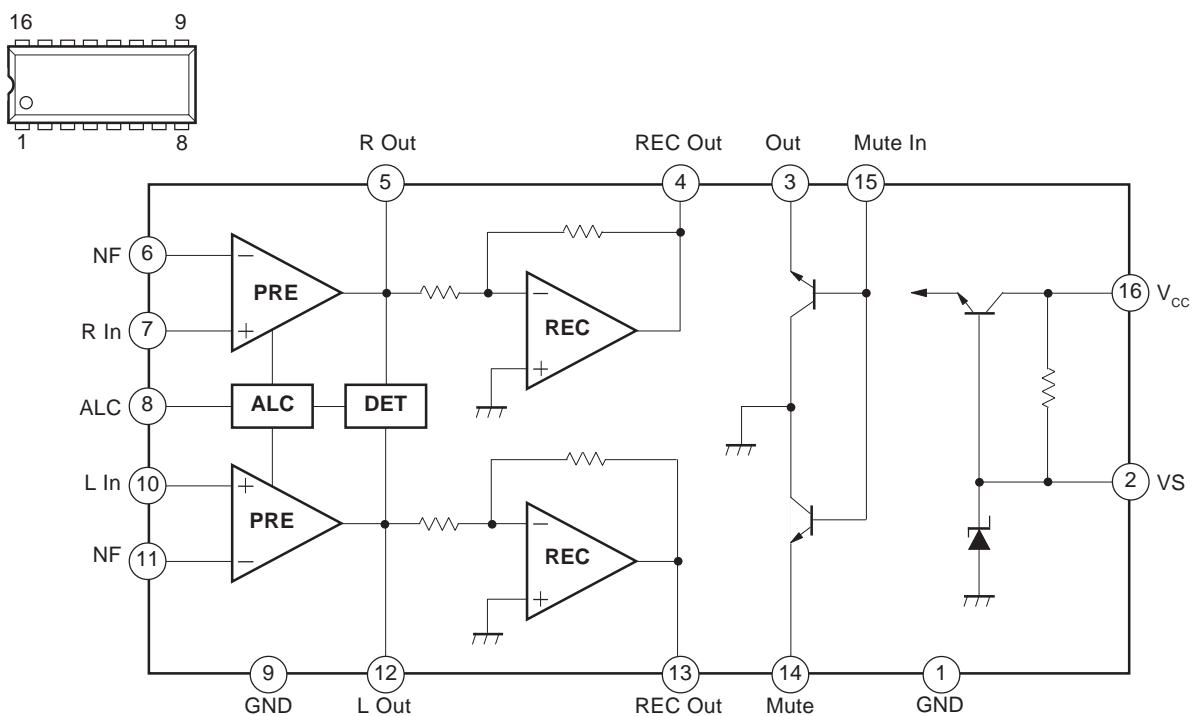 16 9
1 8
R Out REC Out Out Mute In
5 4 3 15
NF 6
− PRE
R In 7
+
− REC
+
16 VCC
ALC 8
ALC DET
L In 10
+ PRE
NF 11
−
− REC
+
2 VS
9 12 13 14 1
GND L Out REC Out Mute GND